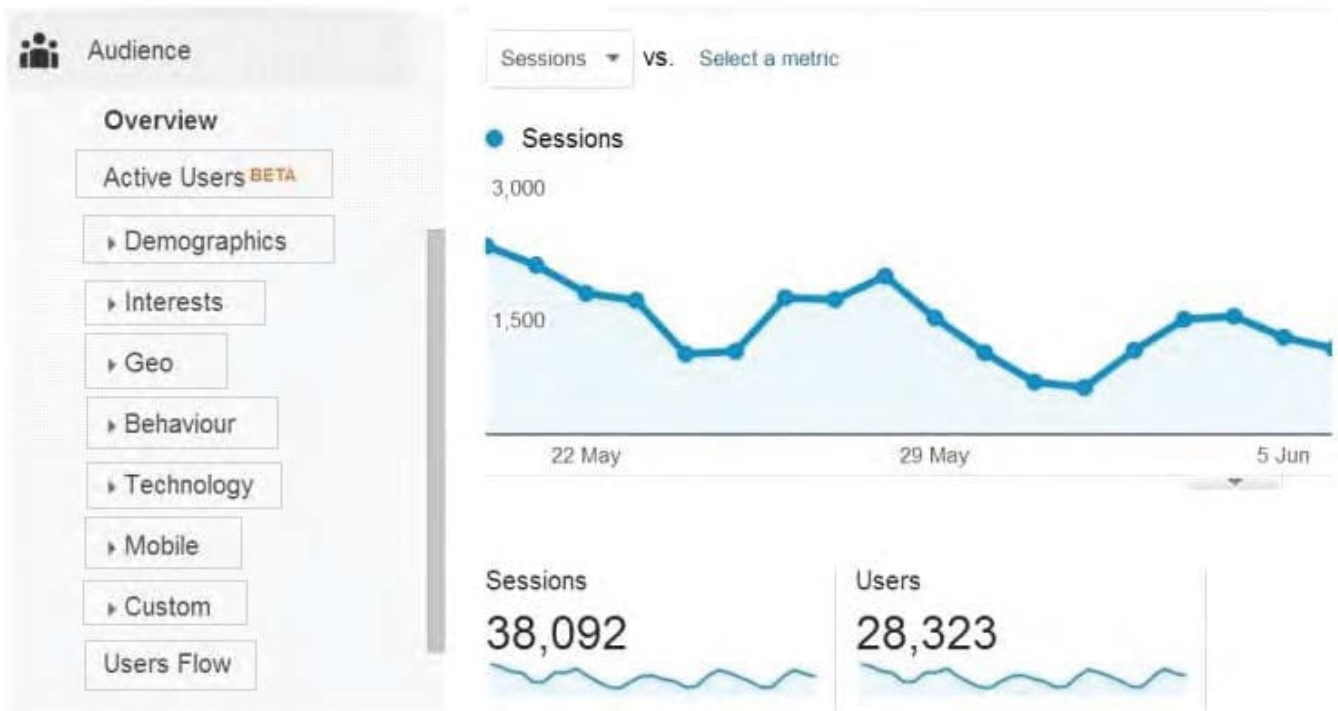 Audience
Overview
Active Users BETA
Demographics
Interests
Geo
Behaviour
Technology
Mobile
Custom
Users Flow
Sessions VS. Select a metric
Sessions
3,000
1,500
22 May 29 May 5 Jun
Sessions
38,092
Users
28,323